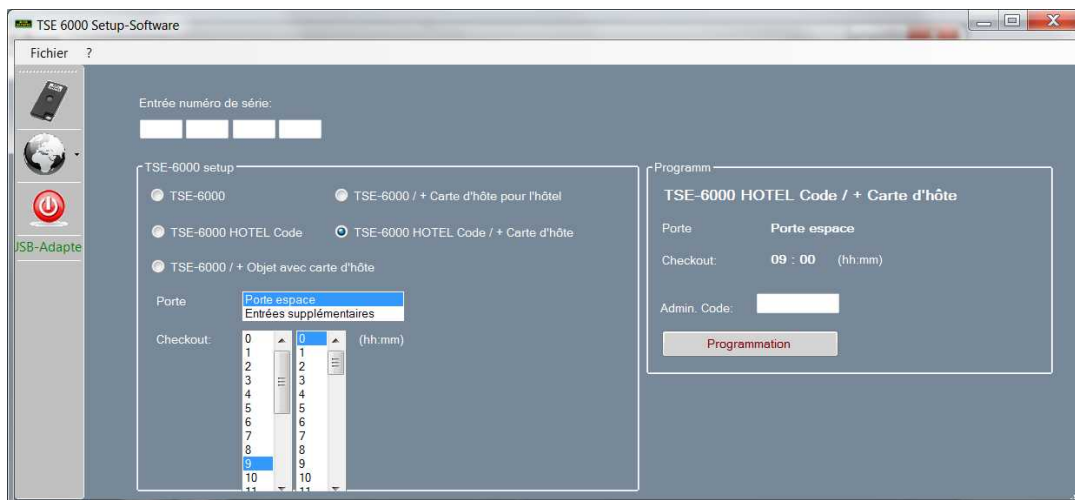 TSE 6000 Setup-Software
Fichier ?
JSB-Adapte
Entrée numéro de série:
TSE-6000 setup
TSE-6000
TSE-6000 / + Carte d'hôte pour l'hôtel
TSE-6000 HOTEL Code
TSE-6000 HOTEL Code / + Carte d'hôte
TSE-6000 / + Objet avec carte d'hôte
Porte
Porte espace
Entrées supplémentaires
Checkout:
0 0 (hh:mm)
1 1
2 2
3 3
4 4
5 5
6 6
7 7
8 8
9 9
10 10
11 11
Programm
TSE-6000 HOTEL Code / + Carte d'hôte
Porte Porte espace
Checkout: 09 : 00 (hh:mm)
Admin. Code:
Programmation